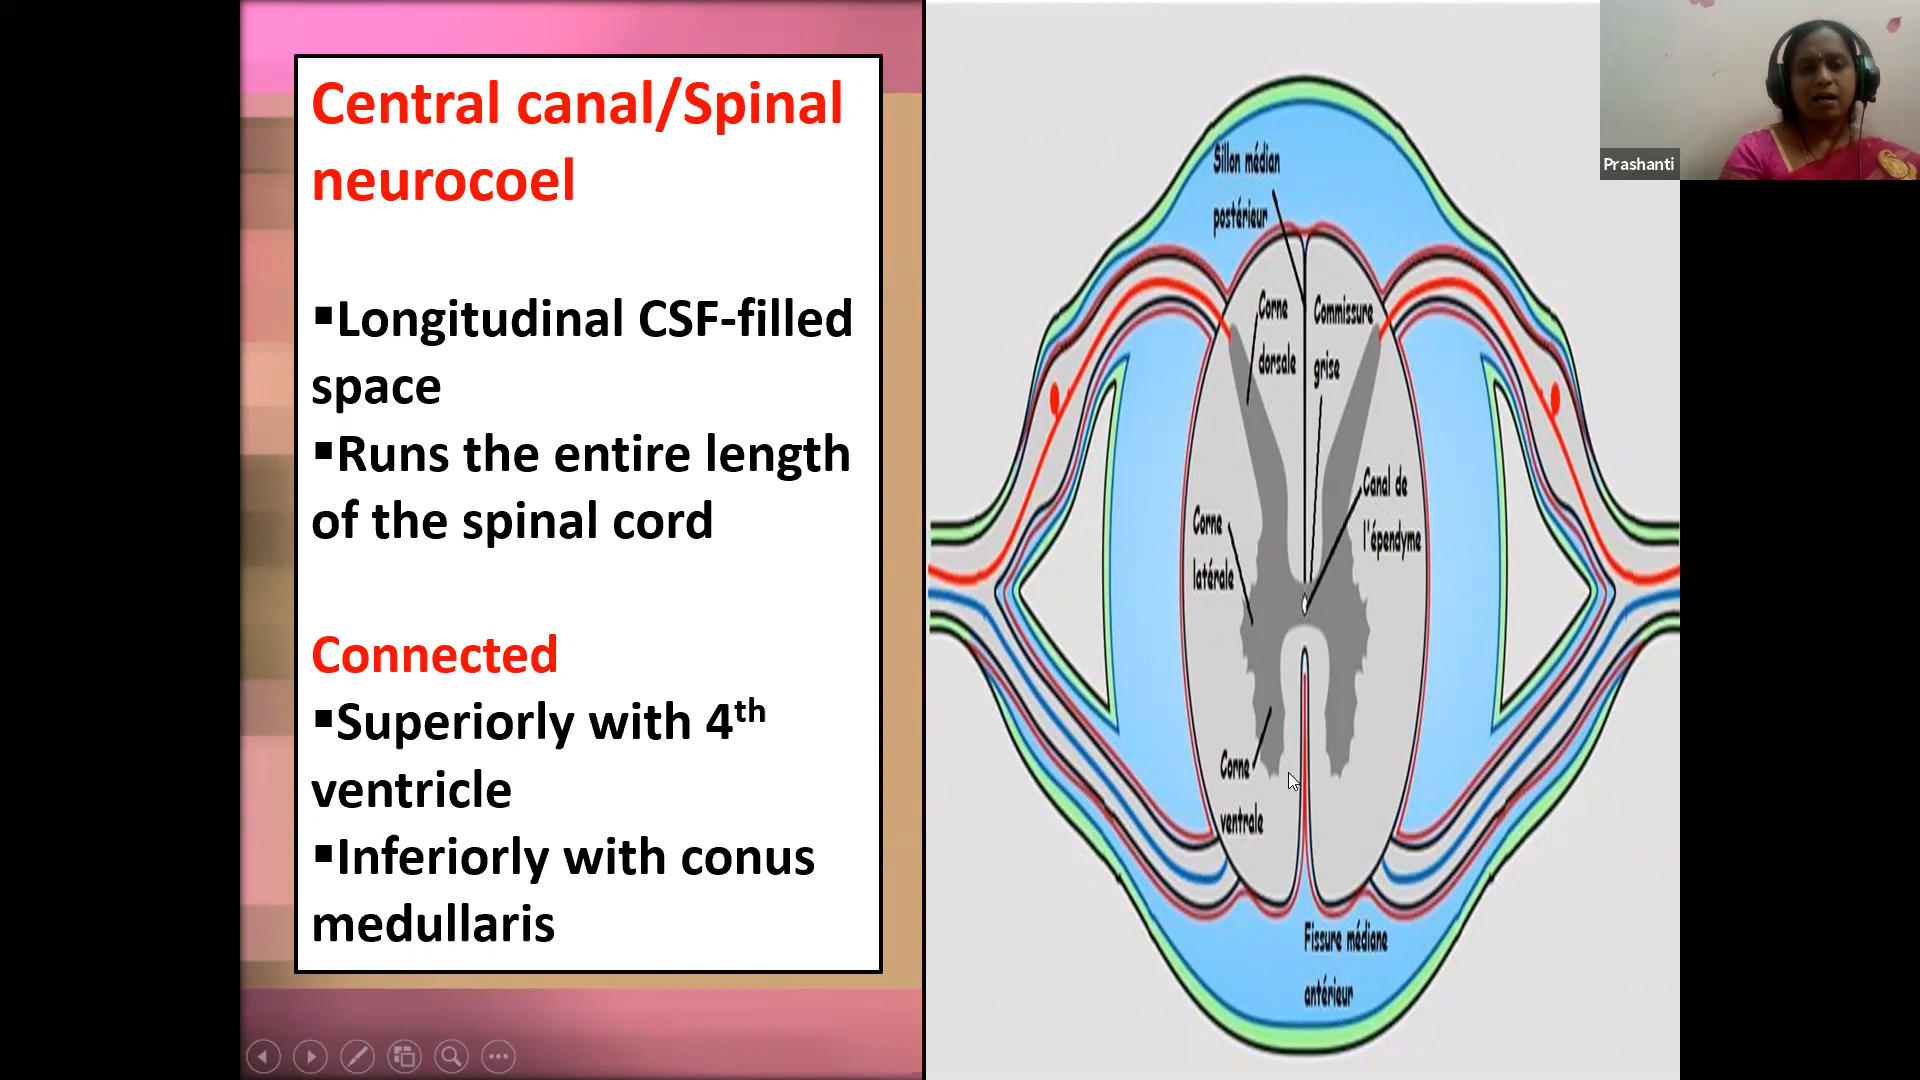 Central canal/Spinal
neurocoel
▪Longitudinal CSF-filled
space
▪Runs the entire length
of the spinal cord
Connected
▪Superiorly with 4th
ventricle
▪Inferiorly with conus
medullaris
Sillon médian
postérieur
Corne
dorsale
Commissure
grise
Canal de
l'épendyme
Corne
latérale
Corne
ventrale
Fissure médiane
antérieur
Prashanti